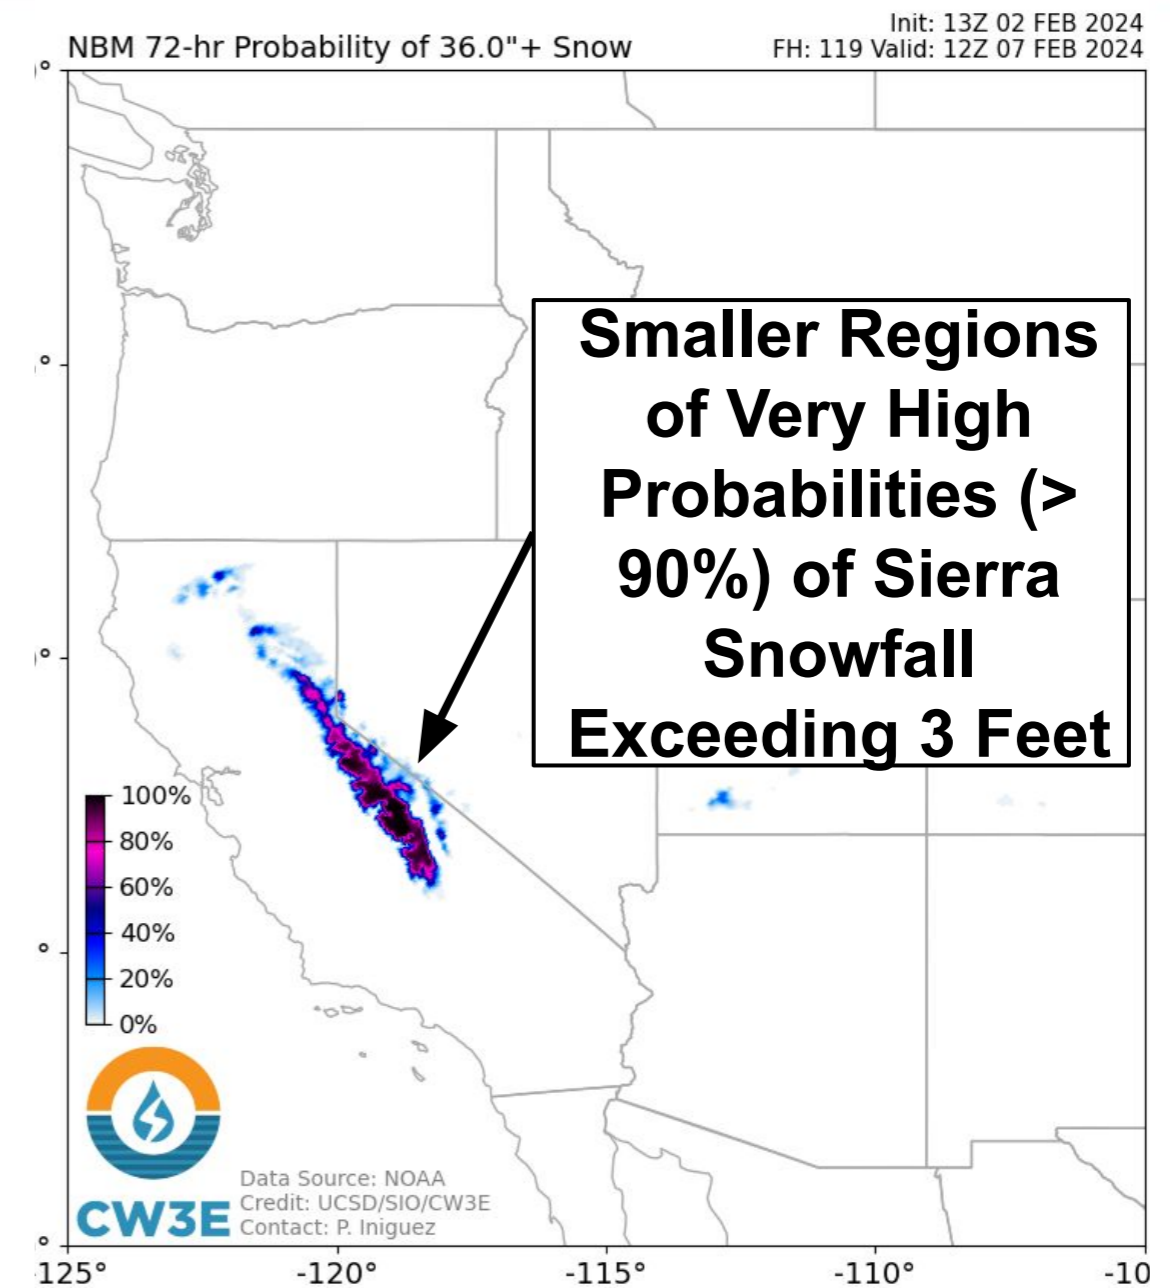 Init: 13Z 02 FEB 2024
NBM 72-hr Probability of 36.0"+ Snow
FH: 119 Valid: 12Z 07 FEB 2024
°
°
°
°
°
Smaller Regions
of Very High
Probabilities (>
90%) of Sierra
Snowfall
Exceeding 3 Feet
100%
80%
60%
40%
20%
0%
CW3E
Data Source: NOAA
Credit: UCSD/SIO/CW3E
Contact: P. Iniguez
-125° -120° -115° -110° -10